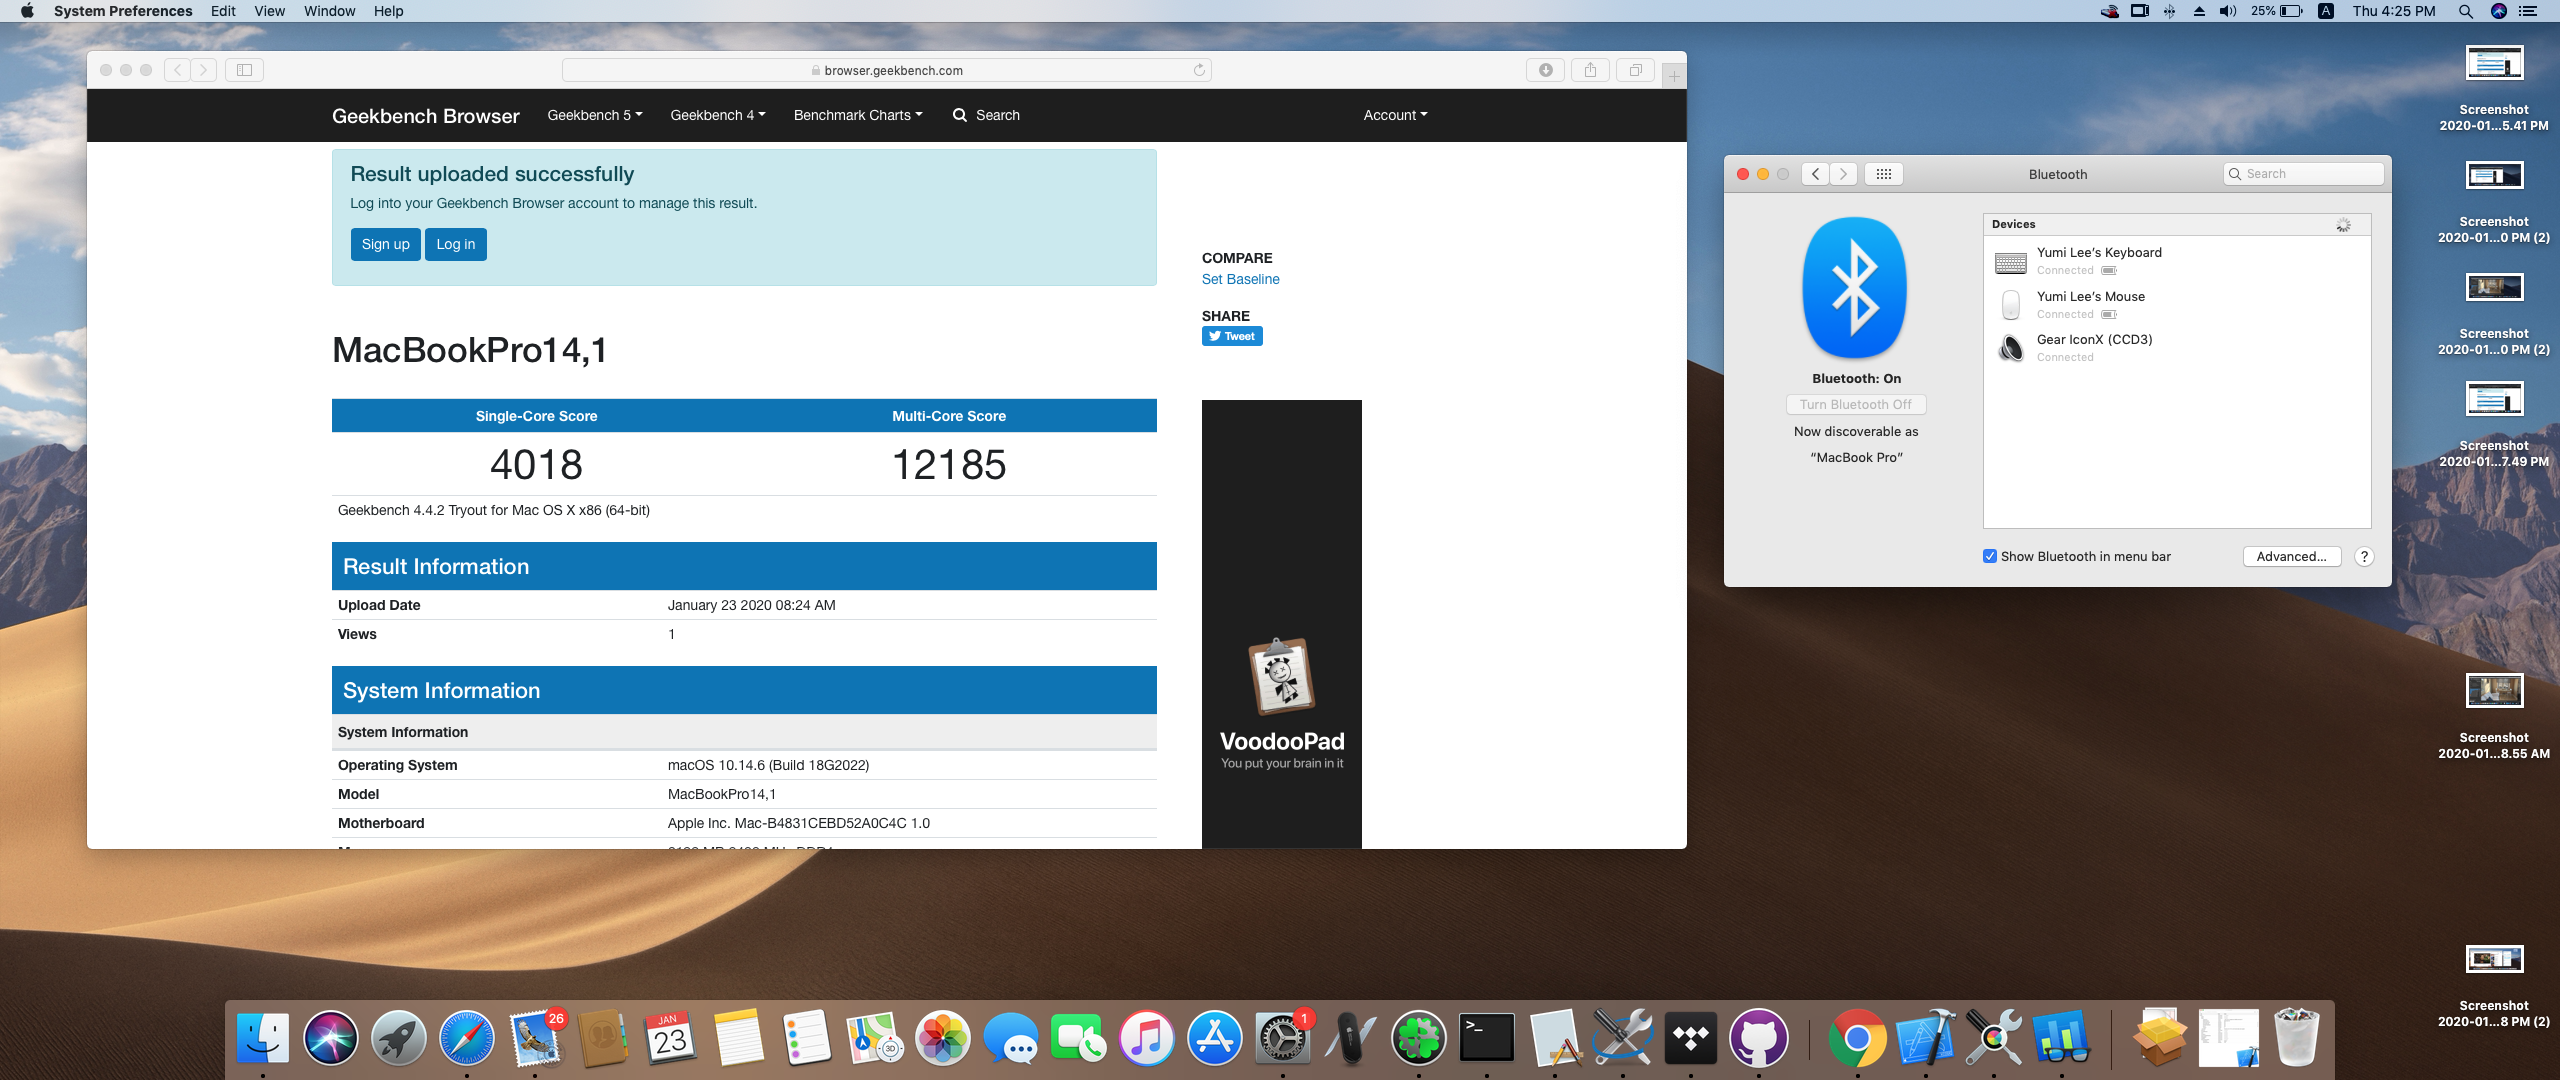 System Preferences Edit View Window Help
25% A Thu 4:25 PM
browser.geekbench.com
Geekbench Browser Geekbench 5 Geekbench 4 Benchmark Charts Search Account
Result uploaded successfully
Log into your Geekbench Browser account to manage this result.
Sign up Log in
COMPARE
Set Baseline
SHARE
Tweet
MacBookPro14,1
Single-Core Score Multi-Core Score
4018 12185
Geekbench 4.4.2 Tryout for Mac OS X x86 (64-bit)
Result Information
Upload Date January 23 2020 08:24 AM
Views 1
System Information
System Information
Operating System macOS 10.14.6 (Build 18G2022)
Model MacBookPro14,1
Motherboard Apple Inc. Mac-B4831CEBD52A0C4C 1.0
VoodooPad
You put your brain in it
Bluetooth
Search
Bluetooth: On
Turn Bluetooth Off
Now discoverable as
“MacBook Pro”
Devices
Yumi Lee’s Keyboard
Connected
Yumi Lee’s Mouse
Connected
Gear IconX (CCD3)
Connected
Show Bluetooth in menu bar
Advanced... ?
Screenshot
2020-01...5.41 PM
Screenshot
2020-01...0 PM (2)
Screenshot
2020-01...0 PM (2)
Screenshot
2020-01...7.49 PM
Screenshot
2020-01...8.55 AM
Screenshot
2020-01...8 PM (2)
26
JAN
23
3D
1
>_